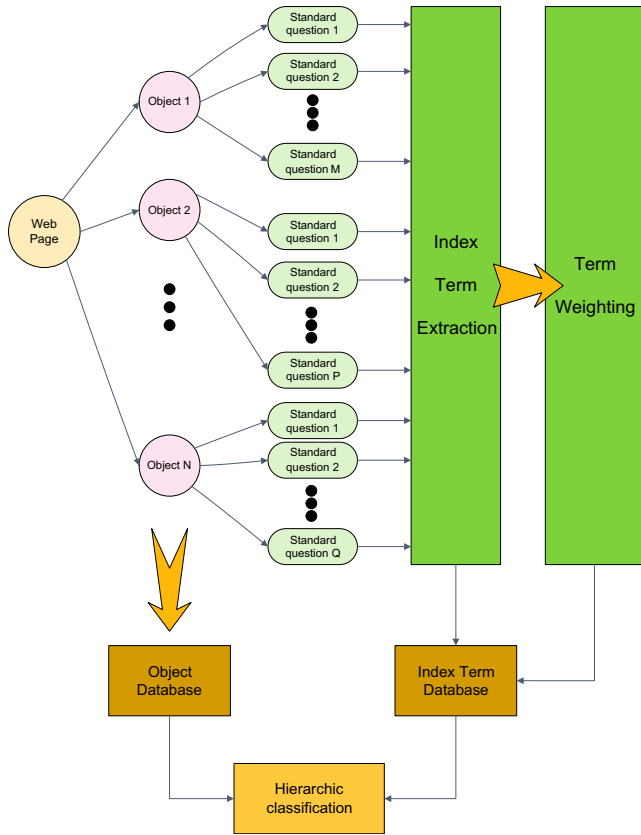 Web
Page
Object 1
Standard
question 1
Standard
question 2
Standard
question M
Object 2
Standard
question 1
Standard
question 2
Standard
question P
Object N
Standard
question 1
Standard
question 2
Standard
question Q
Index
Term
Extraction
Term
Weighting
Object
Database
Index Term
Database
Hierarchic
classification